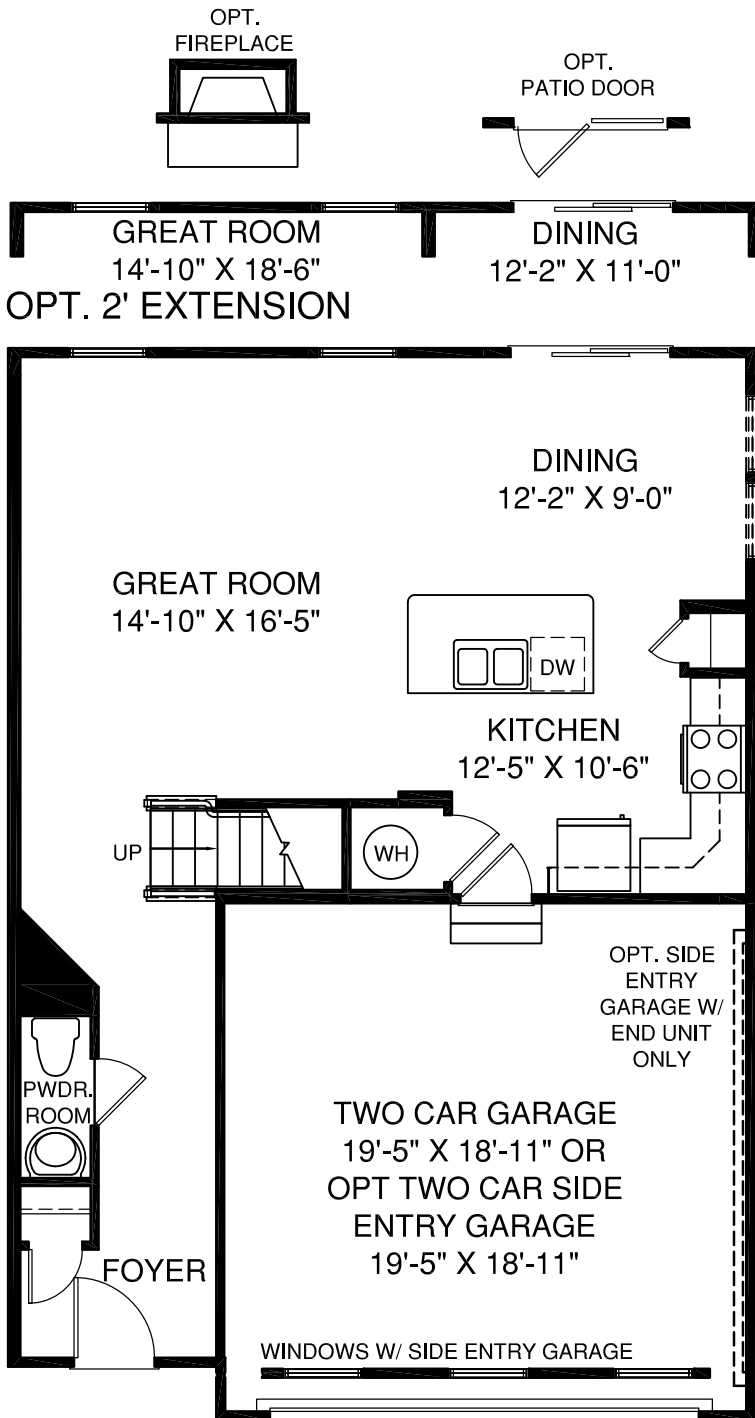 OPT.
FIREPLACE
OPT.
PATIO DOOR
GREAT ROOM
14'-10" X 18'-6"
DINING
12'-2" X 11'-0"
OPT. 2' EXTENSION
DINING
12'-2" X 9'-0"
GREAT ROOM
14'-10" X 16'-5"
DW
KITCHEN
12'-5" X 10'-6"
UP
WH
OPT. SIDE
ENTRY
GARAGE W/
END UNIT
ONLY
PWDR.
ROOM
TWO CAR GARAGE
19'-5" X 18'-11" OR
OPT TWO CAR SIDE
ENTRY GARAGE
19'-5" X 18'-11"
FOYER
WINDOWS W/ SIDE ENTRY GARAGE